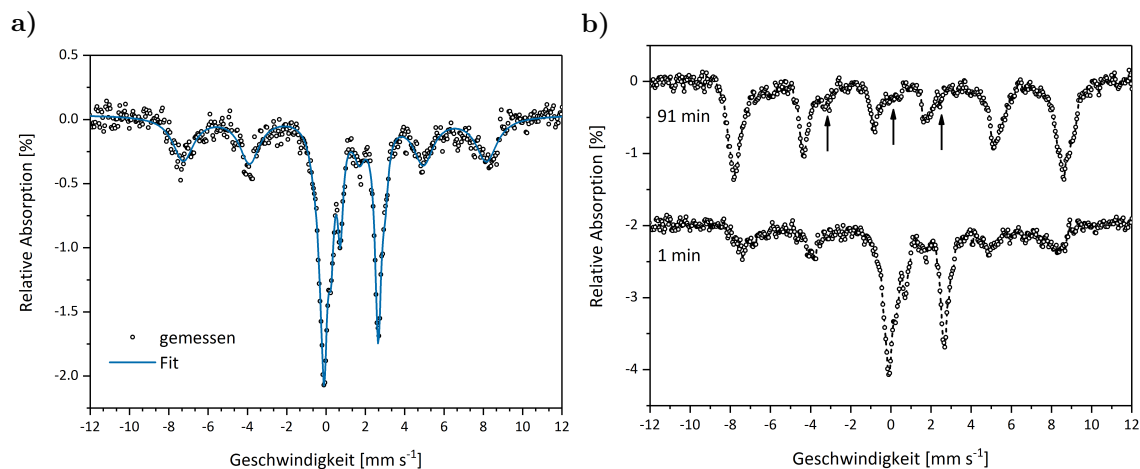 a)
0.5
0.0
-0.5
-1.0
-1.5
-2.0
Relative Absorption [%]
gemessen
Fit
-12 -10 -8 -6 -4 -2 0 2 4 6 8 10 12
Geschwindigkeit [mm s-1]
b)
0
-1
-2
-3
-4
Relative Absorption [%]
91 min
1 min
-12 -10 -8 -6 -4 -2 0 2 4 6 8 10 12
Geschwindigkeit [mm s-1]